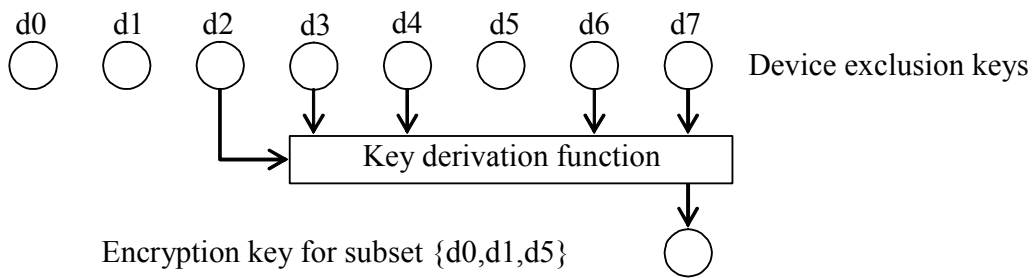 d0 d1 d2 d3 d4 d5 d6 d7
Device exclusion keys
Key derivation function
Encryption key for subset {d0,d1,d5}